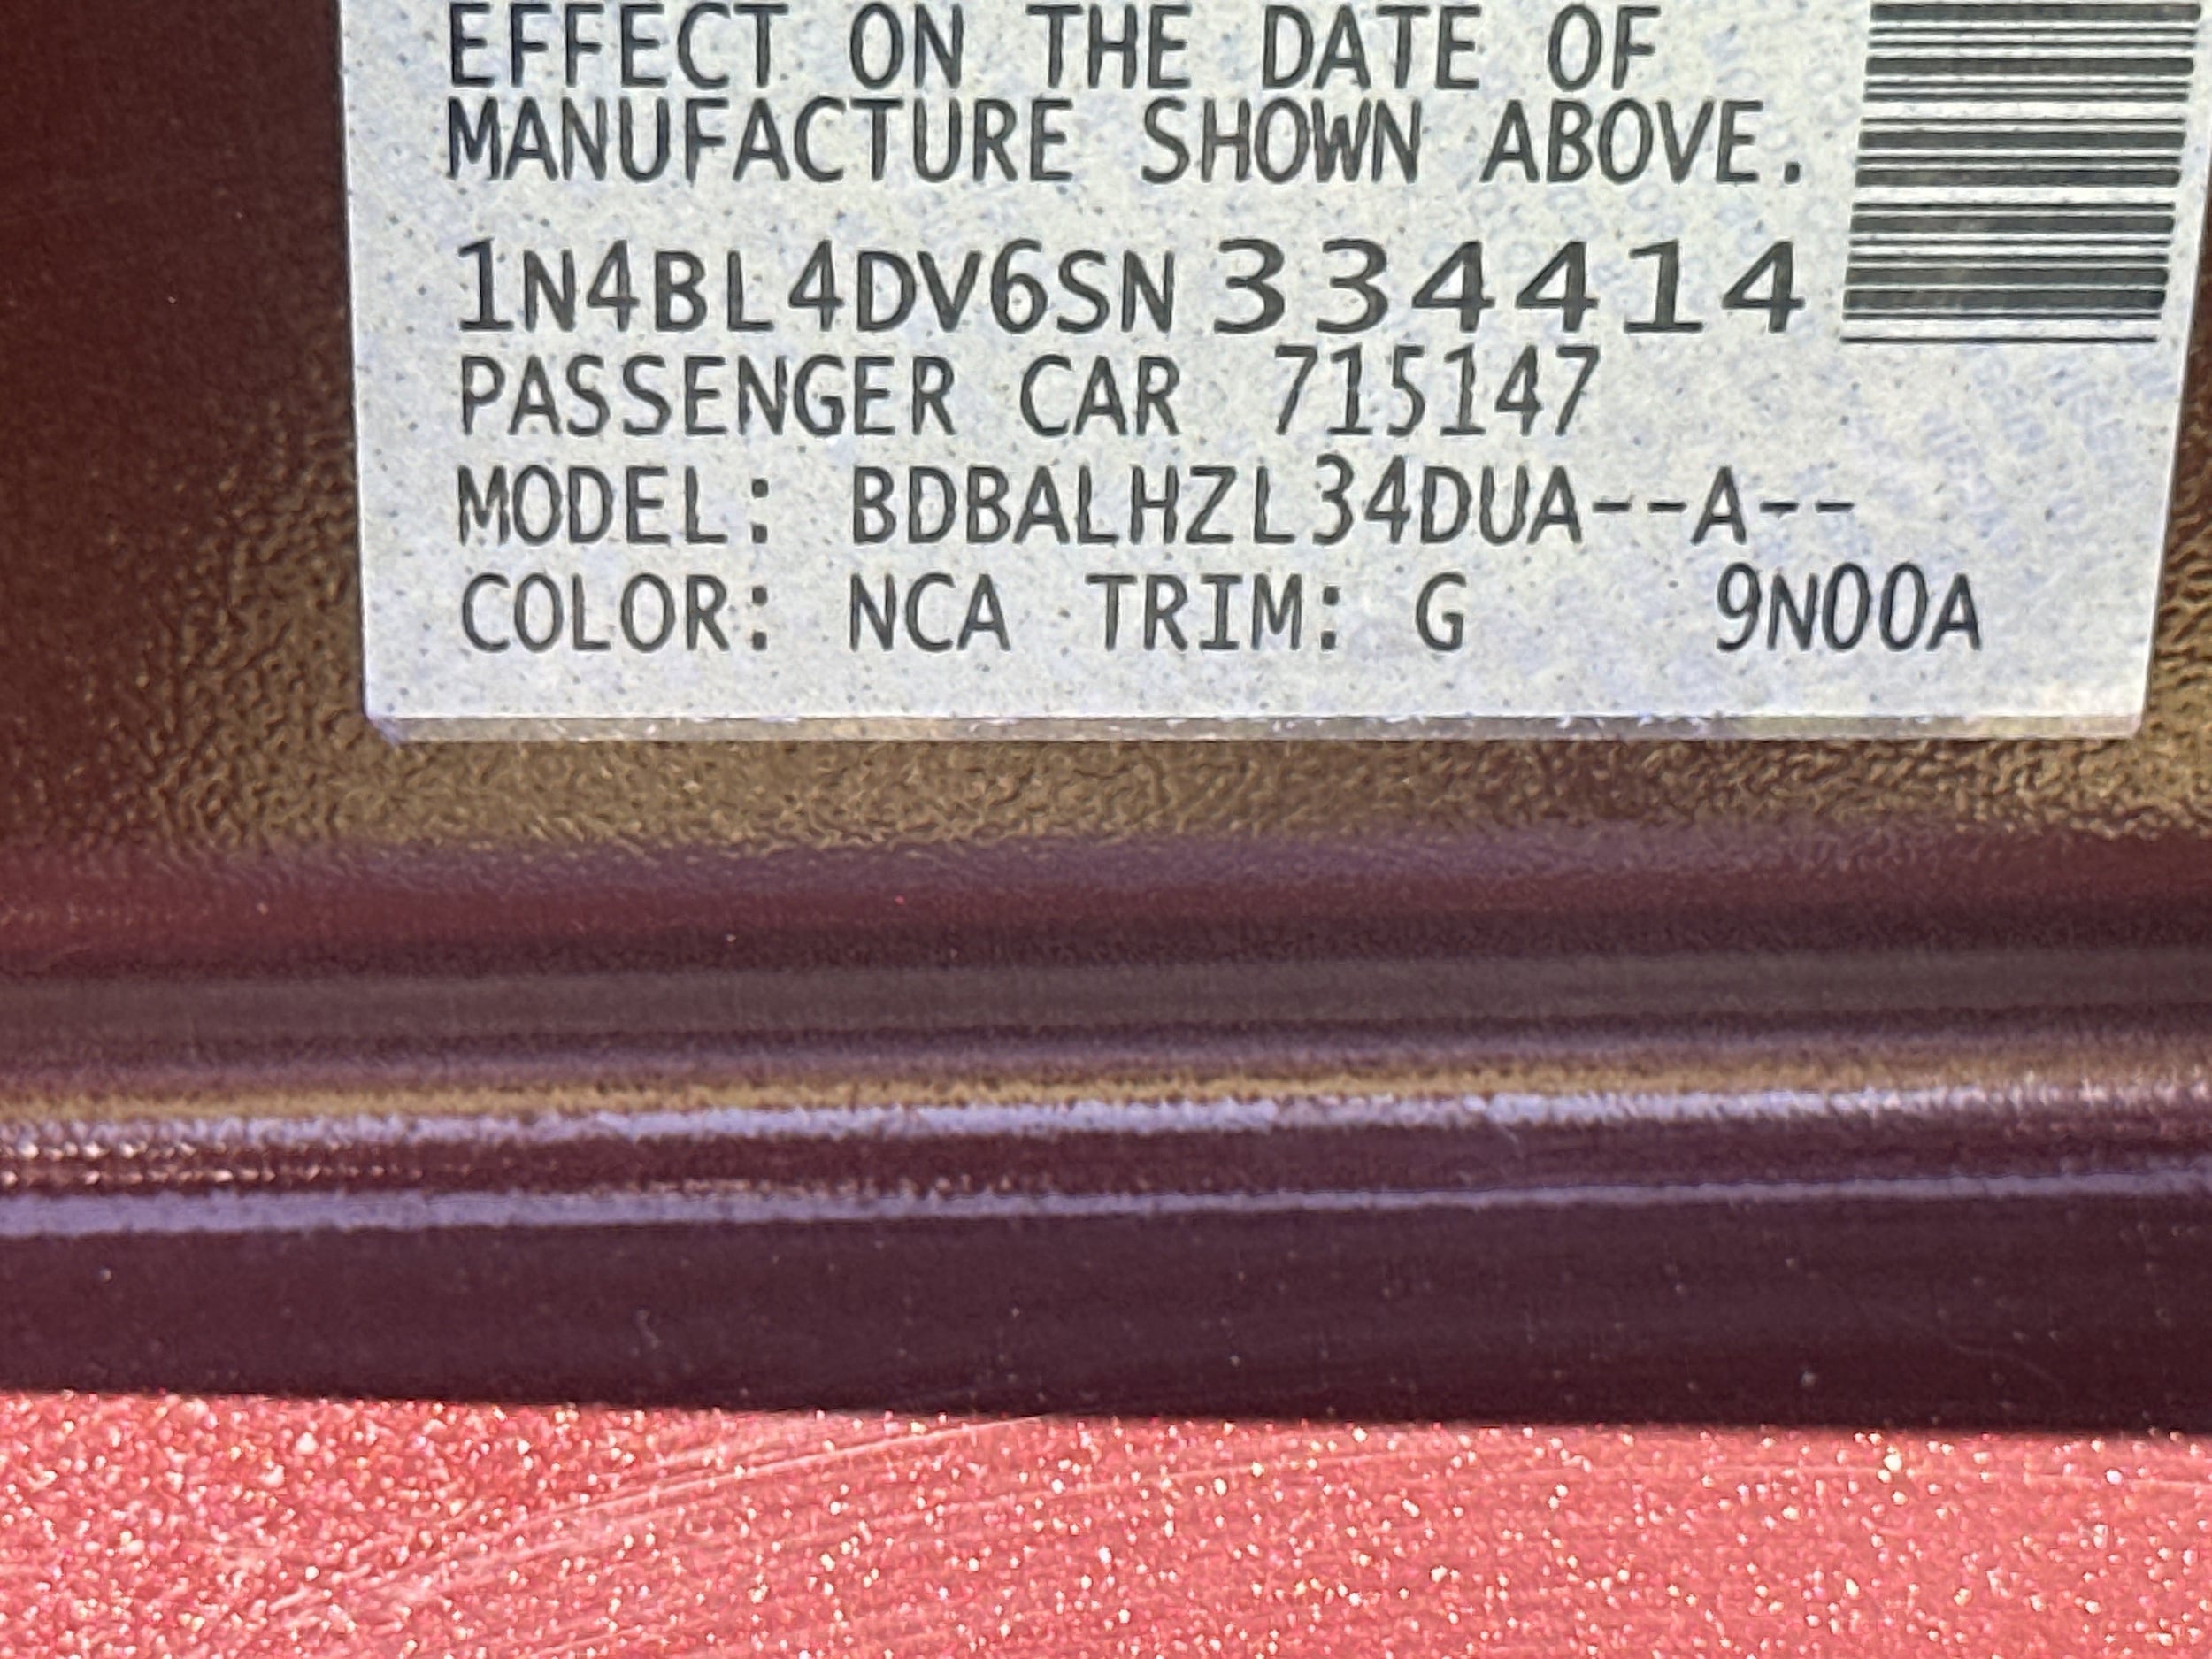 EFFECT ON THE DATE OF
MANUFACTURE SHOWN ABOVE.
1N4BL4DV6SN334414
PASSENGER CAR 715147
MODEL: BDBALHZL34DUA--A--
COLOR: NCA TRIM: G 9N00A